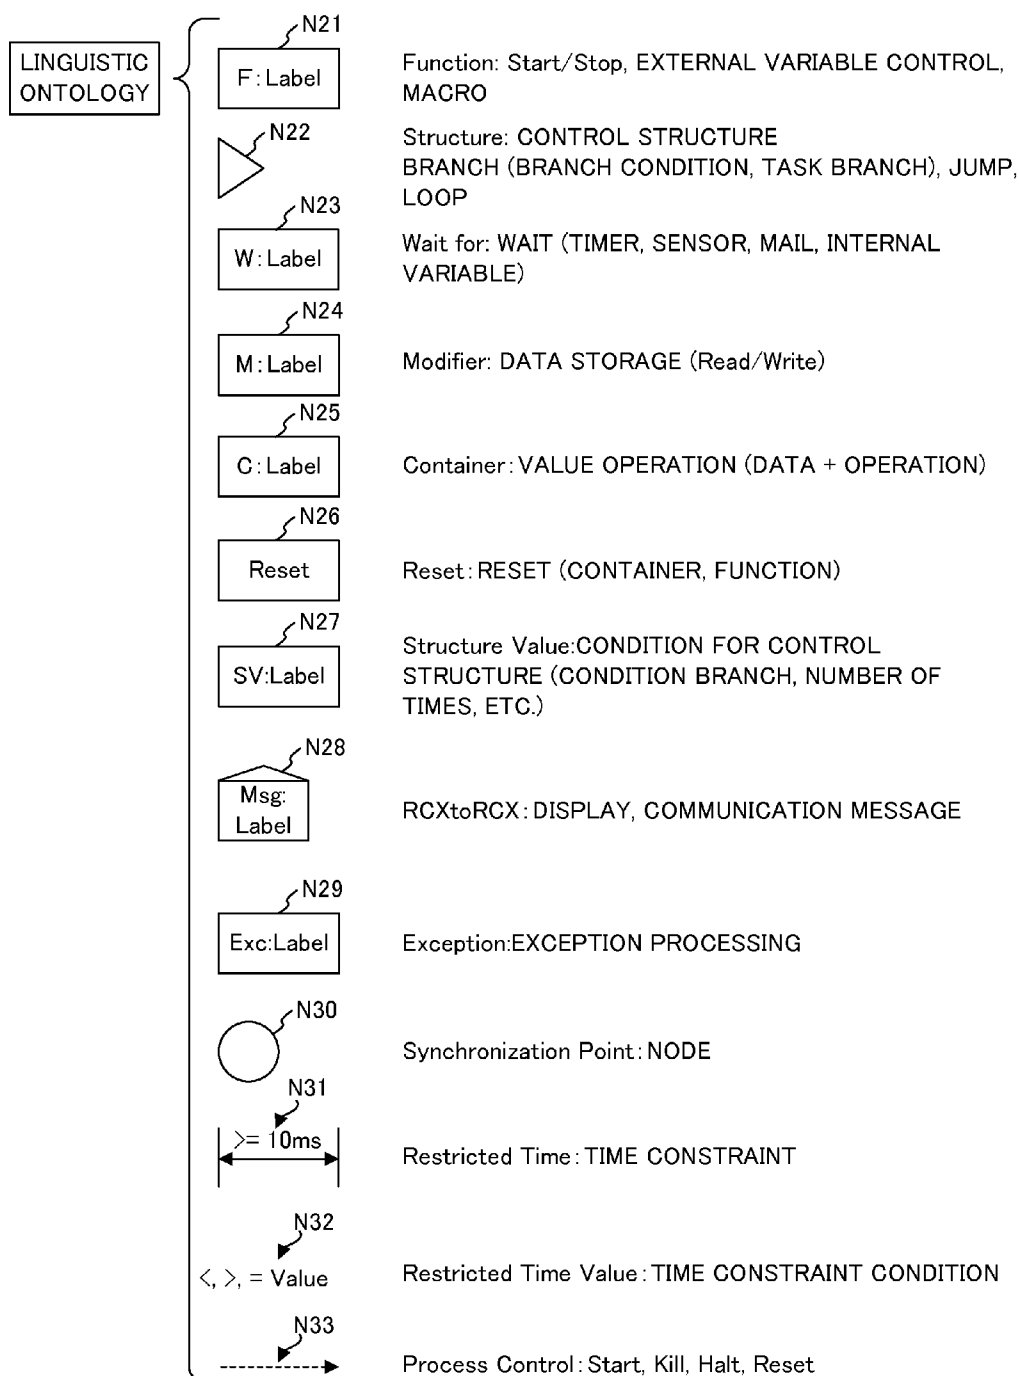 LINGUISTIC
ONTOLOGY
N21
F:Label
Function: Start/Stop, EXTERNAL VARIABLE CONTROL,
MACRO
N22
Structure: CONTROL STRUCTURE
BRANCH (BRANCH CONDITION, TASK BRANCH), JUMP,
LOOP
N23
W:Label
Wait for: WAIT (TIMER, SENSOR, MAIL, INTERNAL
VARIABLE)
N24
M:Label
Modifier: DATA STORAGE (Read/Write)
N25
C:Label
Container: VALUE OPERATION (DATA + OPERATION)
N26
Reset
Reset: RESET (CONTAINER, FUNCTION)
N27
SV:Label
Structure Value:CONDITION FOR CONTROL
STRUCTURE (CONDITION BRANCH, NUMBER OF
TIMES, ETC.)
N28
Msg:
Label
RCXtoRCX: DISPLAY, COMMUNICATION MESSAGE
N29
Exc:Label
Exception:EXCEPTION PROCESSING
N30
Synchronization Point: NODE
N31
>= 10ms
Restricted Time: TIME CONSTRAINT
N32
<, >, = Value
Restricted Time Value: TIME CONSTRAINT CONDITION
N33
Process Control: Start, Kill, Halt, Reset